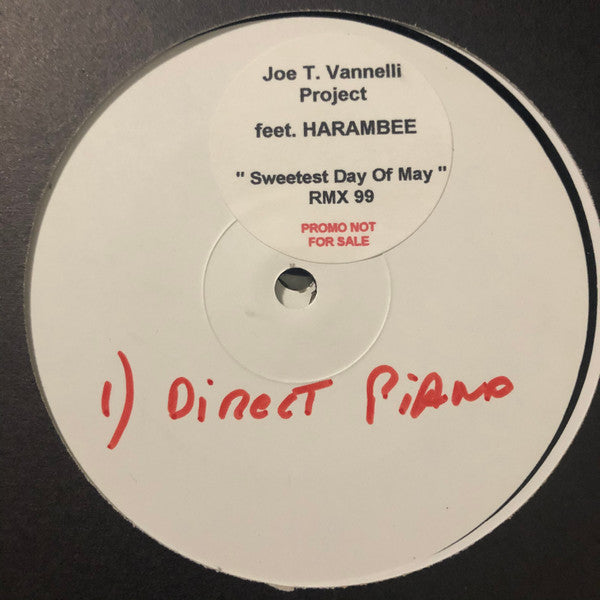 Joe T. Vannelli
Project
feet. HARAMBEE
" Sweetest Day Of May "
RMX 99
PROMO NOT
FOR SALE
1) DiRECT PiANO